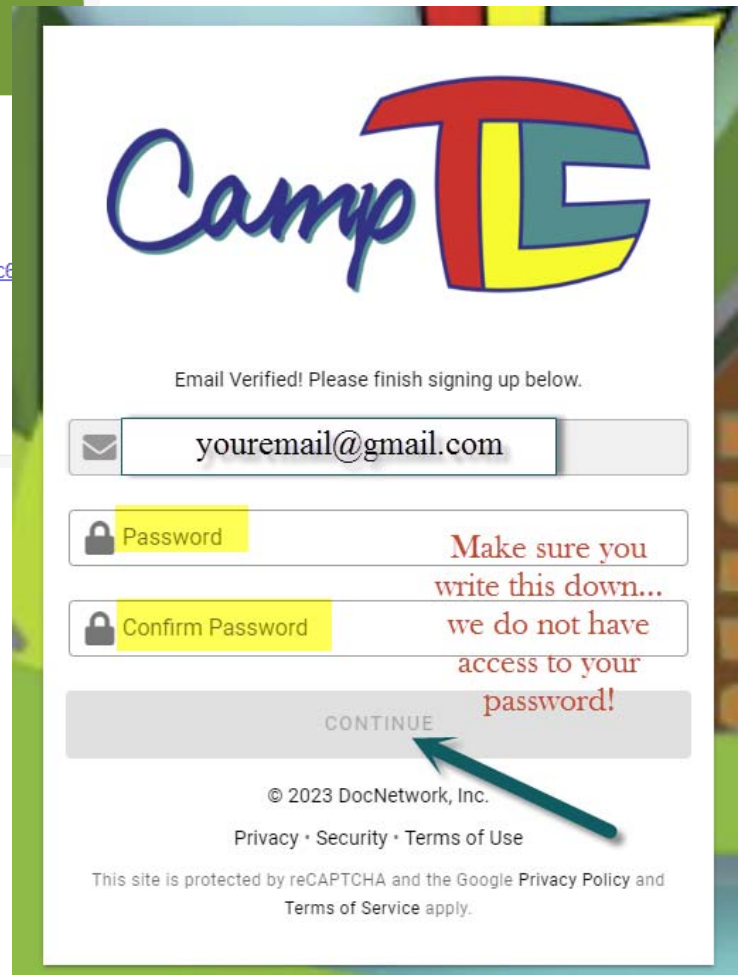 Camp TLC
c6
Email Verified! Please finish signing up below.
youremail@gmail.com
Password
Confirm Password
Make sure you
write this down...
we do not have
access to your
password!
CONTINUE
© 2023 DocNetwork, Inc.
Privacy · Security · Terms of Use
This site is protected by reCAPTCHA and the Google Privacy Policy and
Terms of Service apply.